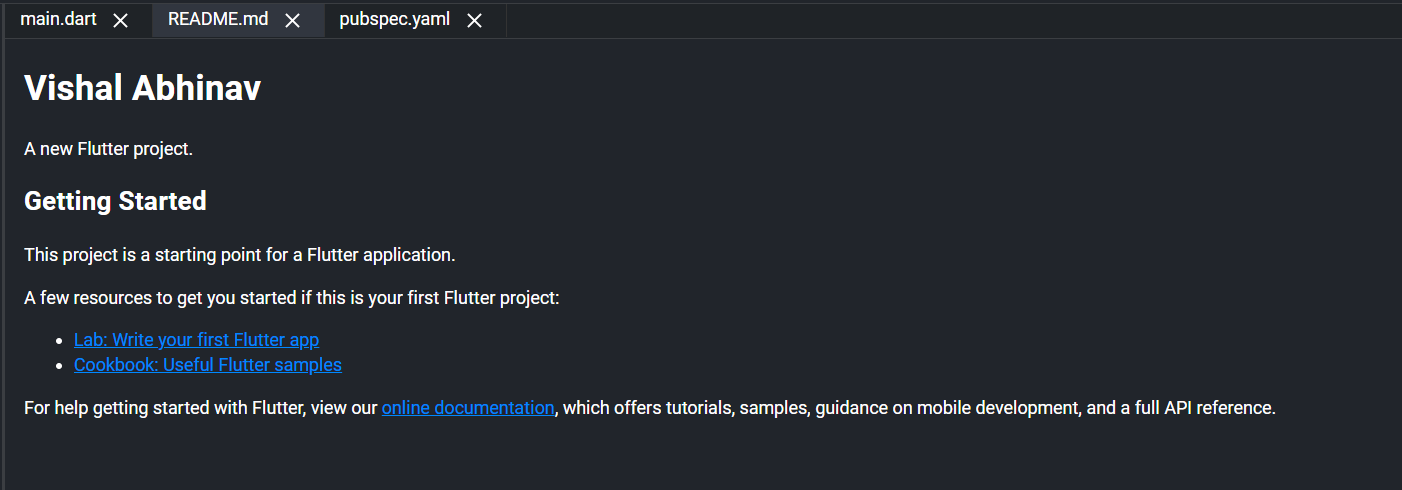 main.dart README.md pubspec.yaml
Vishal Abhinav
A new Flutter project.
Getting Started
This project is a starting point for a Flutter application.
A few resources to get you started if this is your first Flutter project:
Lab: Write your first Flutter app
Cookbook: Useful Flutter samples
For help getting started with Flutter, view our online documentation, which offers tutorials, samples, guidance on mobile development, and a full API reference.